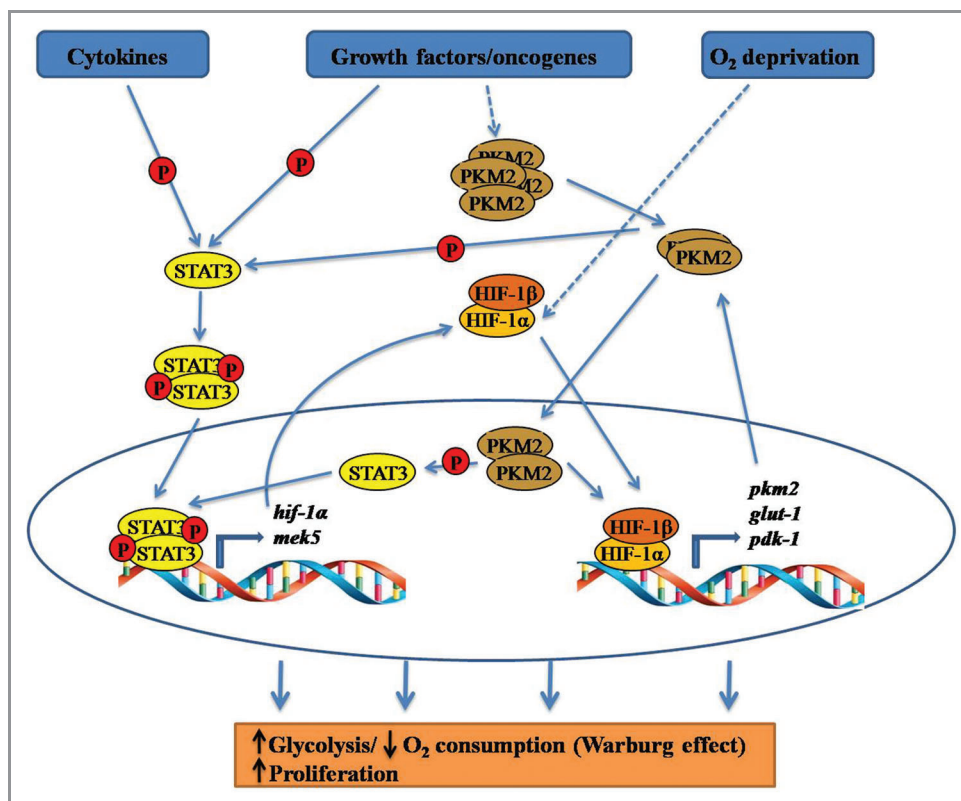 Cytokines
Growth factors/oncogenes
O₂ deprivation
P
P
PKM2
PKM2
M2
PKM2
P
PKM2
STAT3
HIF-1β
HIF-1α
STAT3
P
P
STAT3
PKM2
P
STAT3
PKM2
hif-1α
mek5
pkm2
glut-1
pdk-1
STAT3
P
P
STAT3
HIF-1β
HIF-1α
↑Glycolysis/ ↓ O₂ consumption (Warburg effect)
↑Proliferation